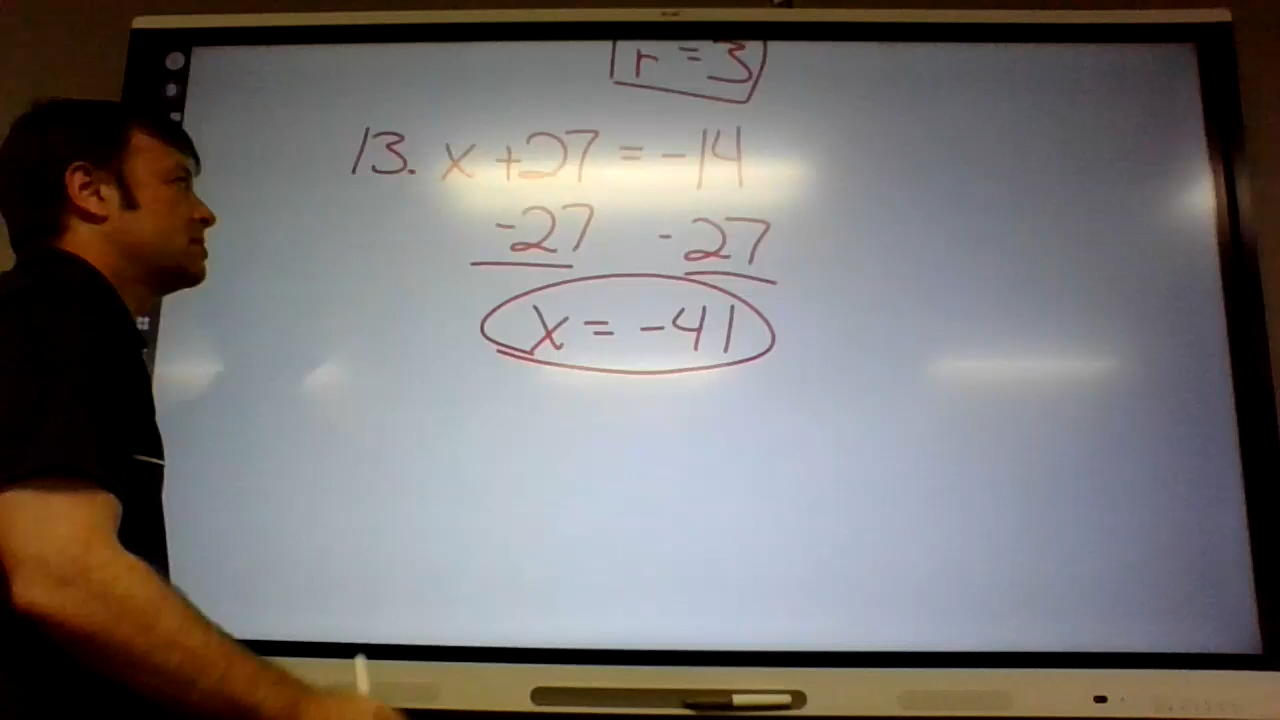 r = 3
13. x + 27 = -14
-27 -27
x = -41